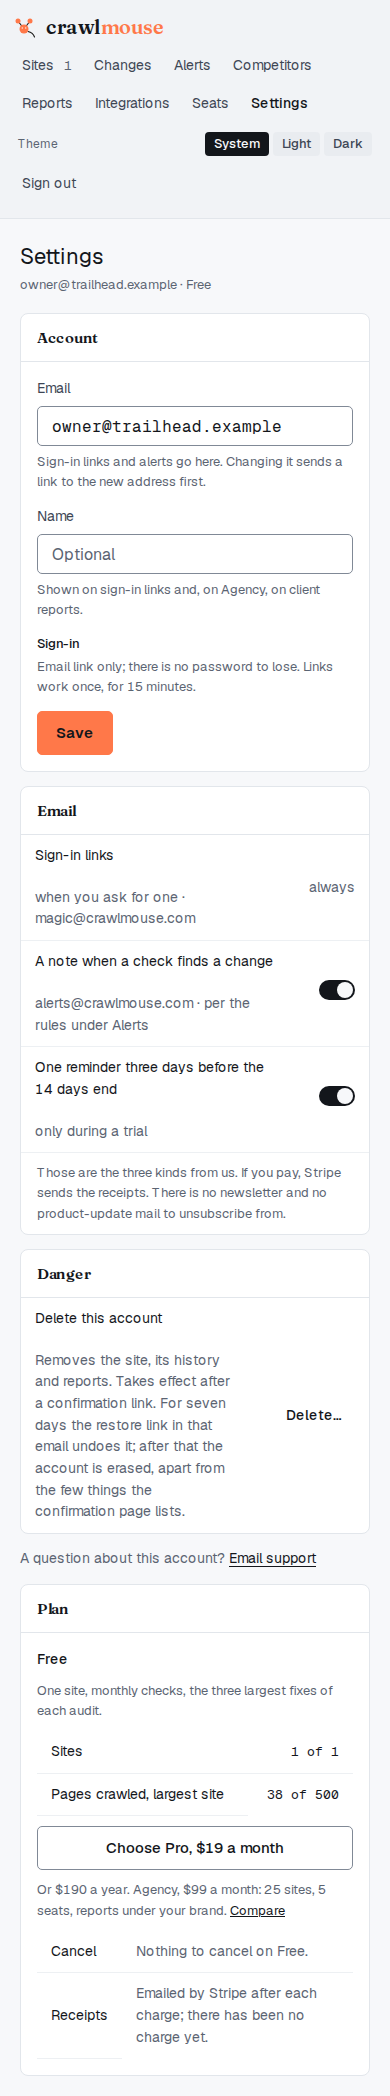 crawlmouse
Sites 1 Changes Alerts Competitors
Reports Integrations Seats Settings
Theme System Light Dark
Sign out
Settings
owner@trailhead.example · Free
Account
Email
owner@trailhead.example
Sign-in links and alerts go here. Changing it sends a
link to the new address first.
Name
Optional
Shown on sign-in links and, on Agency, on client
reports.
Sign-in
Email link only; there is no password to lose. Links
work once, for 15 minutes.
Save
Email
Sign-in links
when you ask for one ·
magic@crawlmouse.com
always
A note when a check finds a change
alerts@crawlmouse.com · per the
rules under Alerts
One reminder three days before the
14 days end
only during a trial
Those are the three kinds from us. If you pay, Stripe
sends the receipts. There is no newsletter and no
product-update mail to unsubscribe from.
Danger
Delete this account
Removes the site, its history
and reports. Takes effect after
a confirmation link. For seven
days the restore link in that
email undoes it; after that the
account is erased, apart from
the few things the
confirmation page lists.
Delete…
A question about this account? Email support
Plan
Free
One site, monthly checks, the three largest fixes of
each audit.
Sites 1 of 1
Pages crawled, largest site 38 of 500
Choose Pro, $19 a month
Or $190 a year. Agency, $99 a month: 25 sites, 5
seats, reports under your brand. Compare
Cancel Nothing to cancel on Free.
Receipts
Emailed by Stripe after each
charge; there has been no
charge yet.